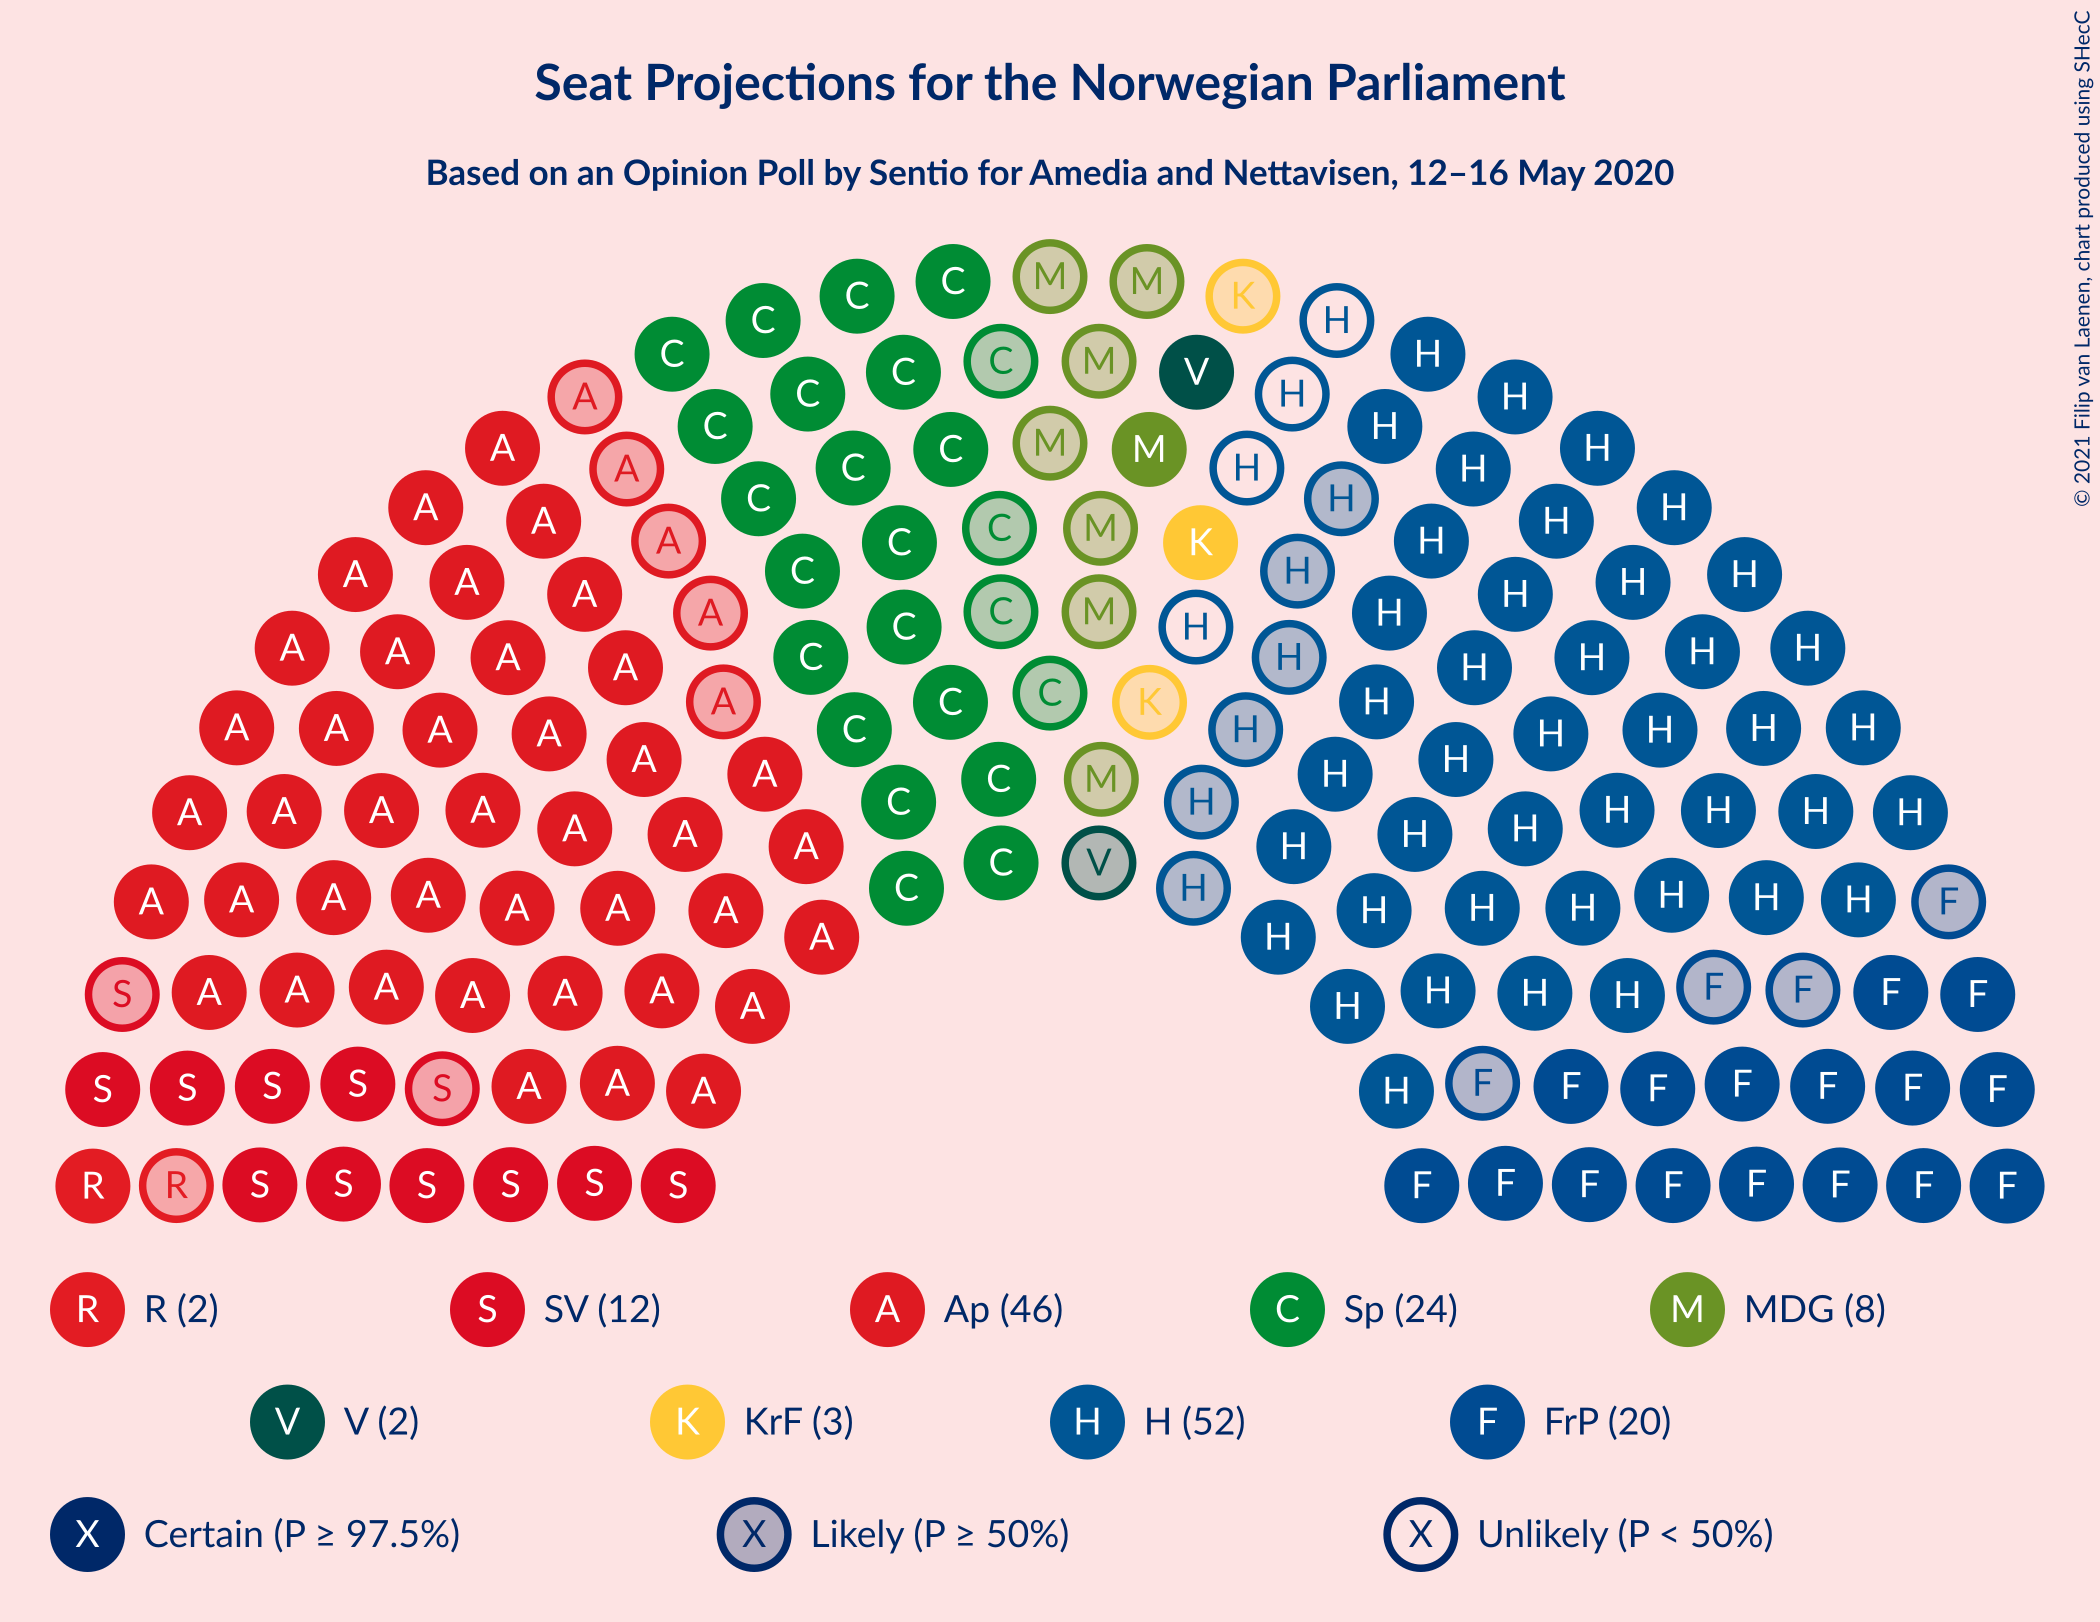 Seat Projections for the Norwegian Parliament
Based on an Opinion Poll by Sentio for Amedia and Nettavisen, 12–16 May 2020
© 2021 Filip van Laenen, chart produced using SHecC
C M M K H
C C C H
C C C M V H H
A C C H H
A A C C C M M H H H H
A A C H H H
A A A C C C M K H H H H
A A A C H H H
A A A A C C C M H H H H H
A A A A C C M K H H H H H
A A A A A C C H H H H H
A A A A A A C C M H H H H H H H
A A A A A A A C C V H H H H H H H F
S A A A A A A A A H H H H F F F F
S S S S S A A A H F F F F F F F
R R S S S S S S F F F F F F F F
R R (2) S SV (12) A Ap (46) C Sp (24) M MDG (8)
V V (2) K KrF (3) H H (52) F FrP (20)
X Certain (P ≥ 97.5%) X Likely (P ≥ 50%) X Unlikely (P < 50%)